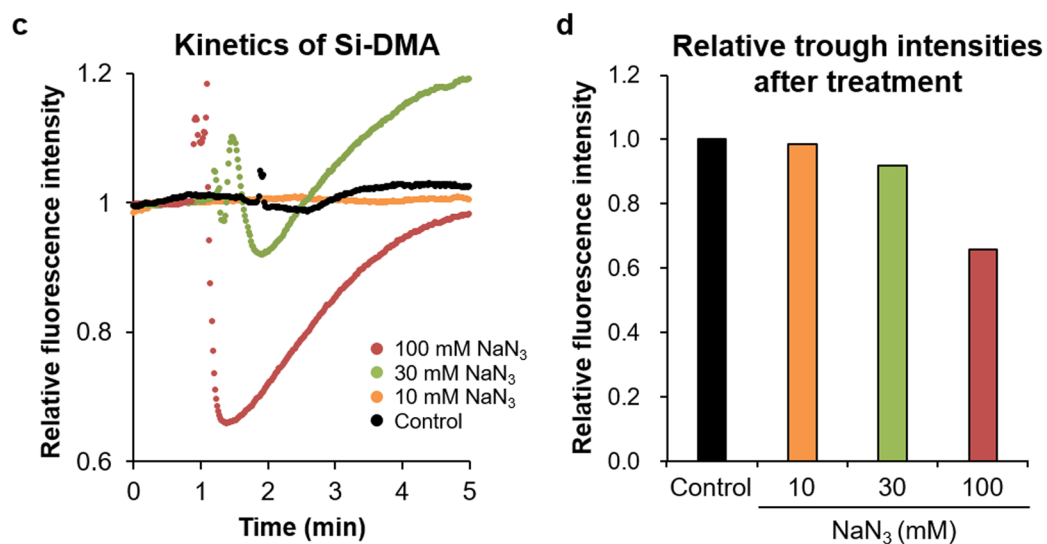 c
Kinetics of Si-DMA
Relative fluorescence intensity
1.2
1
0.8
0.6
0 1 2 3 4 5
Time (min)
100 mM NaN₃
30 mM NaN₃
10 mM NaN₃
Control
d
Relative trough intensities
after treatment
Relative fluorescence intensity
1.2
1.0
0.8
0.6
0.4
0.2
0.0
Control 10 30 100
NaN₃ (mM)